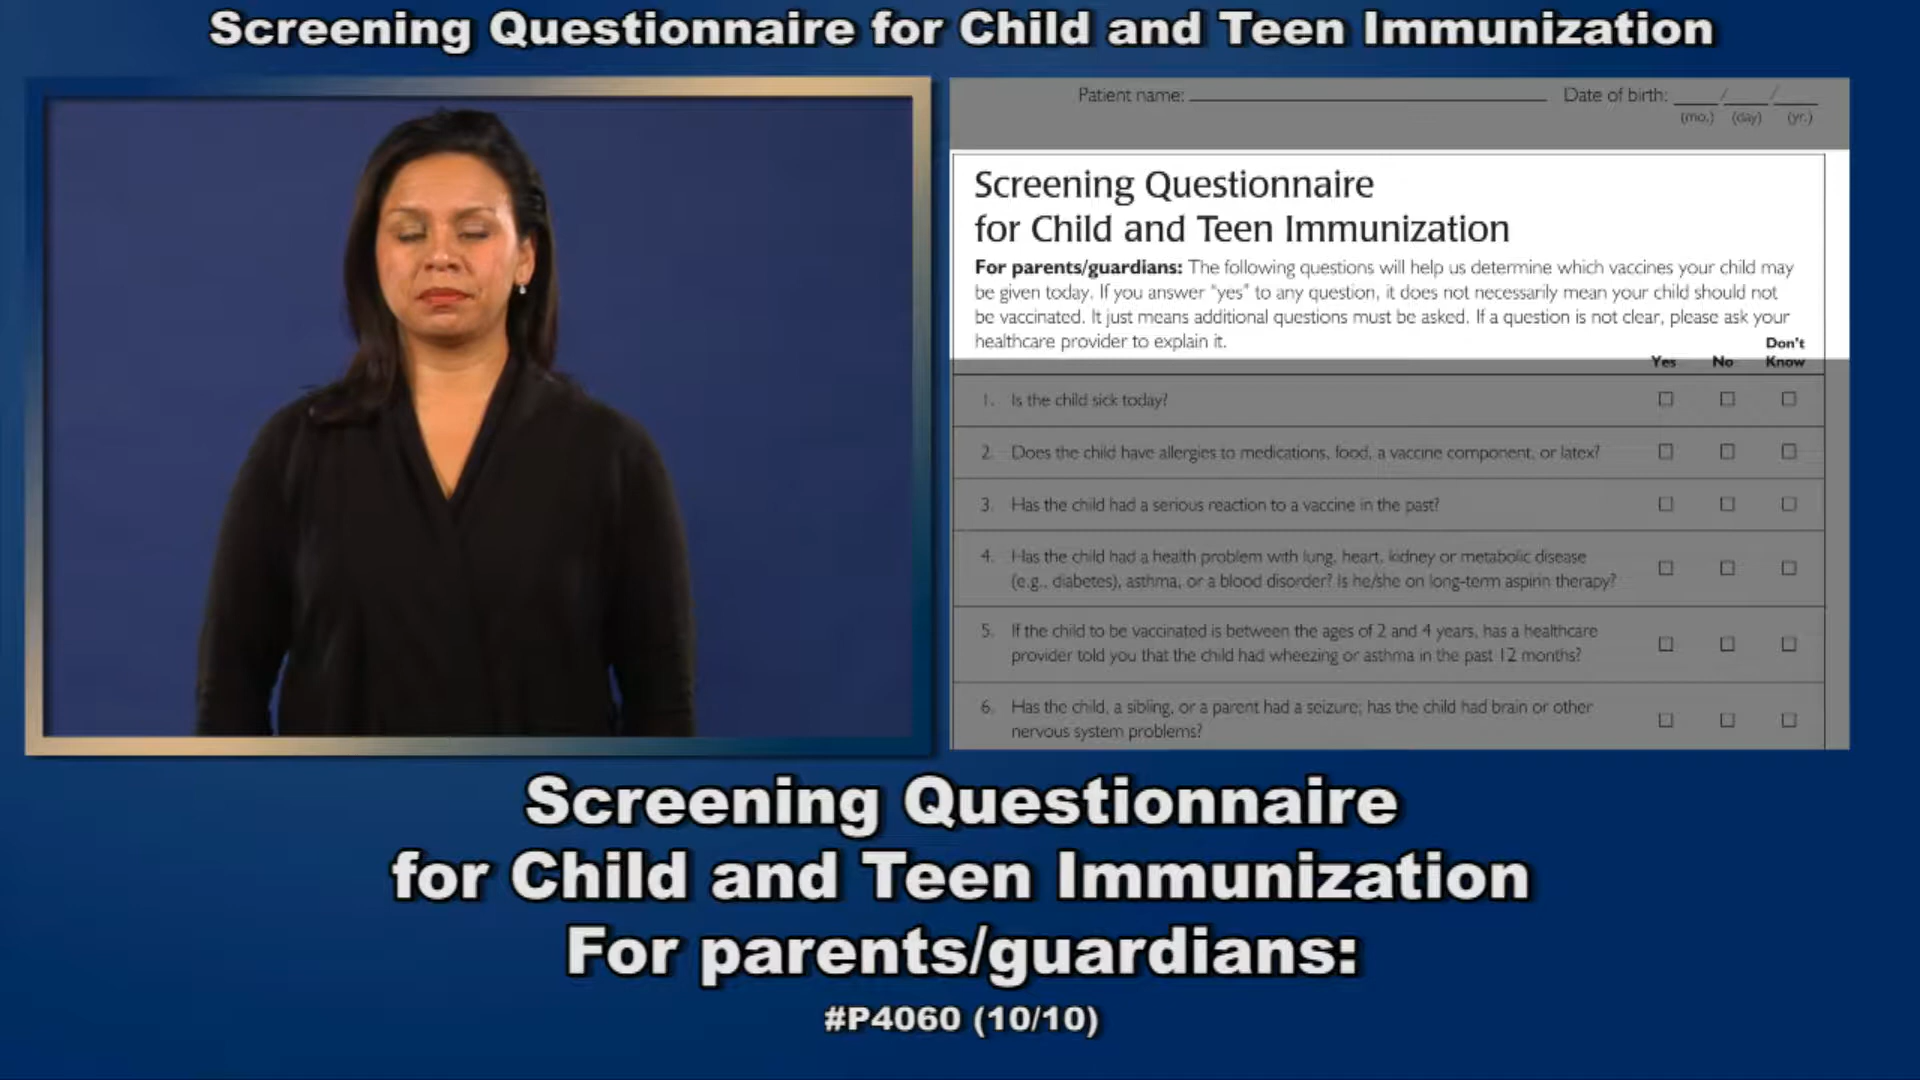 Screening Questionnaire for Child and Teen Immunization
Patient name: Date of birth: / /
(mo.) (day) (yr.)
Screening Questionnaire
for Child and Teen Immunization
For parents/guardians: The following questions will help us determine which vaccines your child may
be given today. If you answer "yes" to any question, it does not necessarily mean your child should not
be vaccinated. It just means additional questions must be asked. If a question is not clear, please ask your
healthcare provider to explain it.
Yes No Don't Know
1. Is the child sick today?
2. Does the child have allergies to medications, food, a vaccine component, or latex?
3. Has the child had a serious reaction to a vaccine in the past?
4. Has the child had a health problem with lung, heart, kidney or metabolic disease
(e.g., diabetes), asthma, or a blood disorder? Is he/she on long-term aspirin therapy?
5. If the child to be vaccinated is between the ages of 2 and 4 years, has a healthcare
provider told you that the child had wheezing or asthma in the past 12 months?
6. Has the child, a sibling, or a parent had a seizure; has the child had brain or other
nervous system problems?
Screening Questionnaire
for Child and Teen Immunization
For parents/guardians:
#P4060 (10/10)